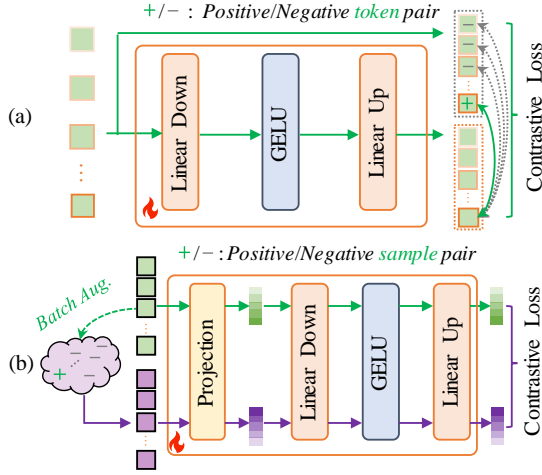 +/− : Positive/Negative token pair
(a)
Linear Down
GELU
Linear Up
−
−
−
+
Contrastive Loss
+/− : Positive/Negative sample pair
Batch Aug.
(b)
−
−
+
−
−
Projection
Linear Down
GELU
Linear Up
Contrastive Loss